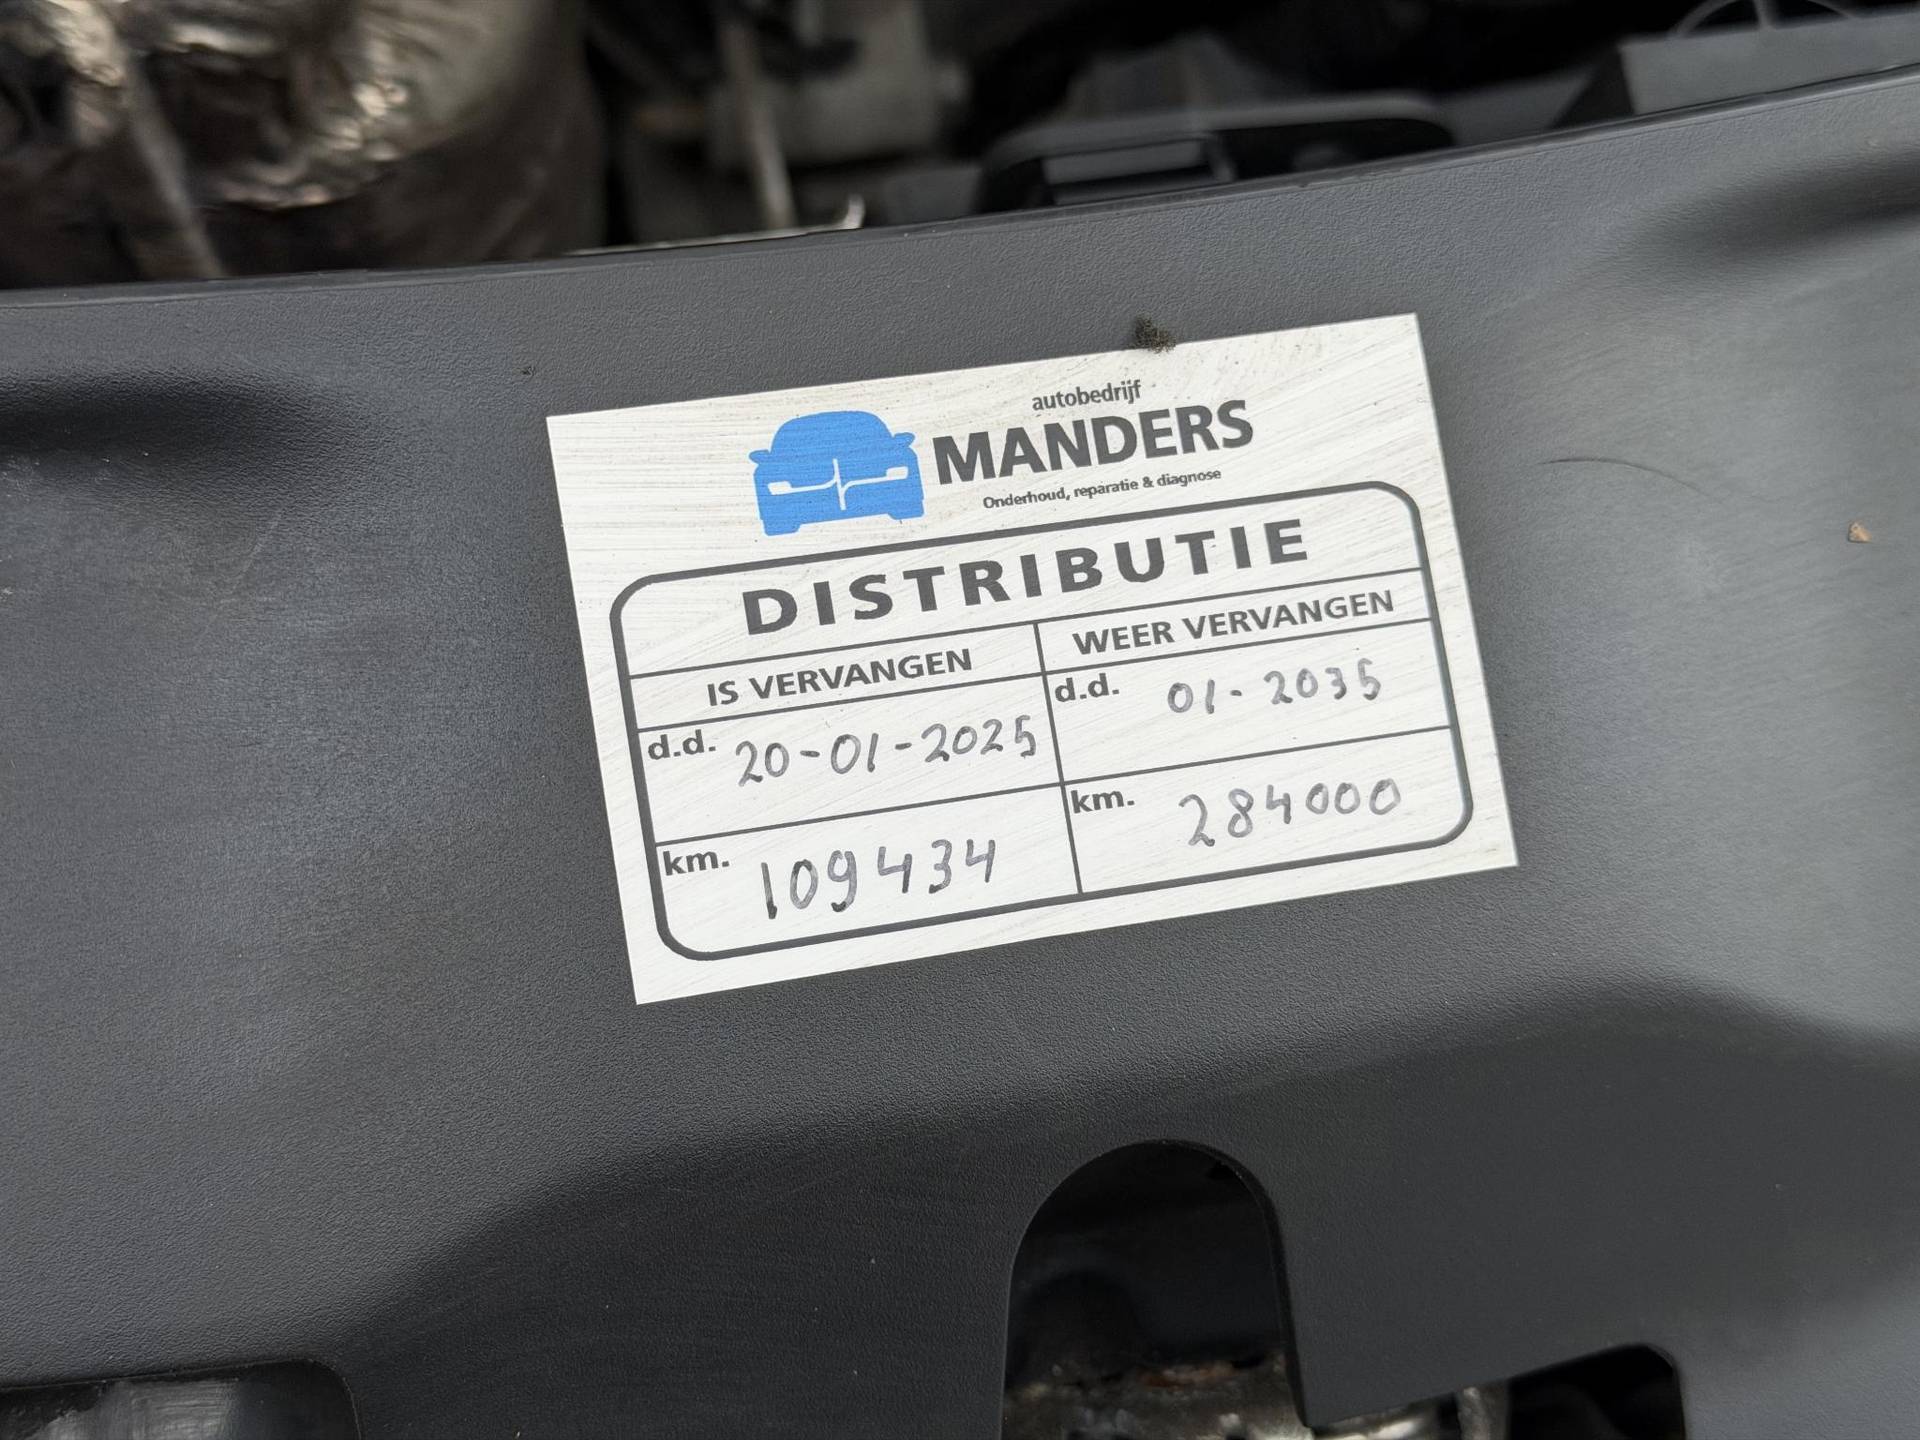 autobedrijf
MANDERS
Onderhoud, reparatie & diagnose
DISTRIBUTIE
IS VERVANGEN
WEER VERVANGEN
d.d. 20-01-2025
d.d. 01-2035
km. 109434
km. 284000